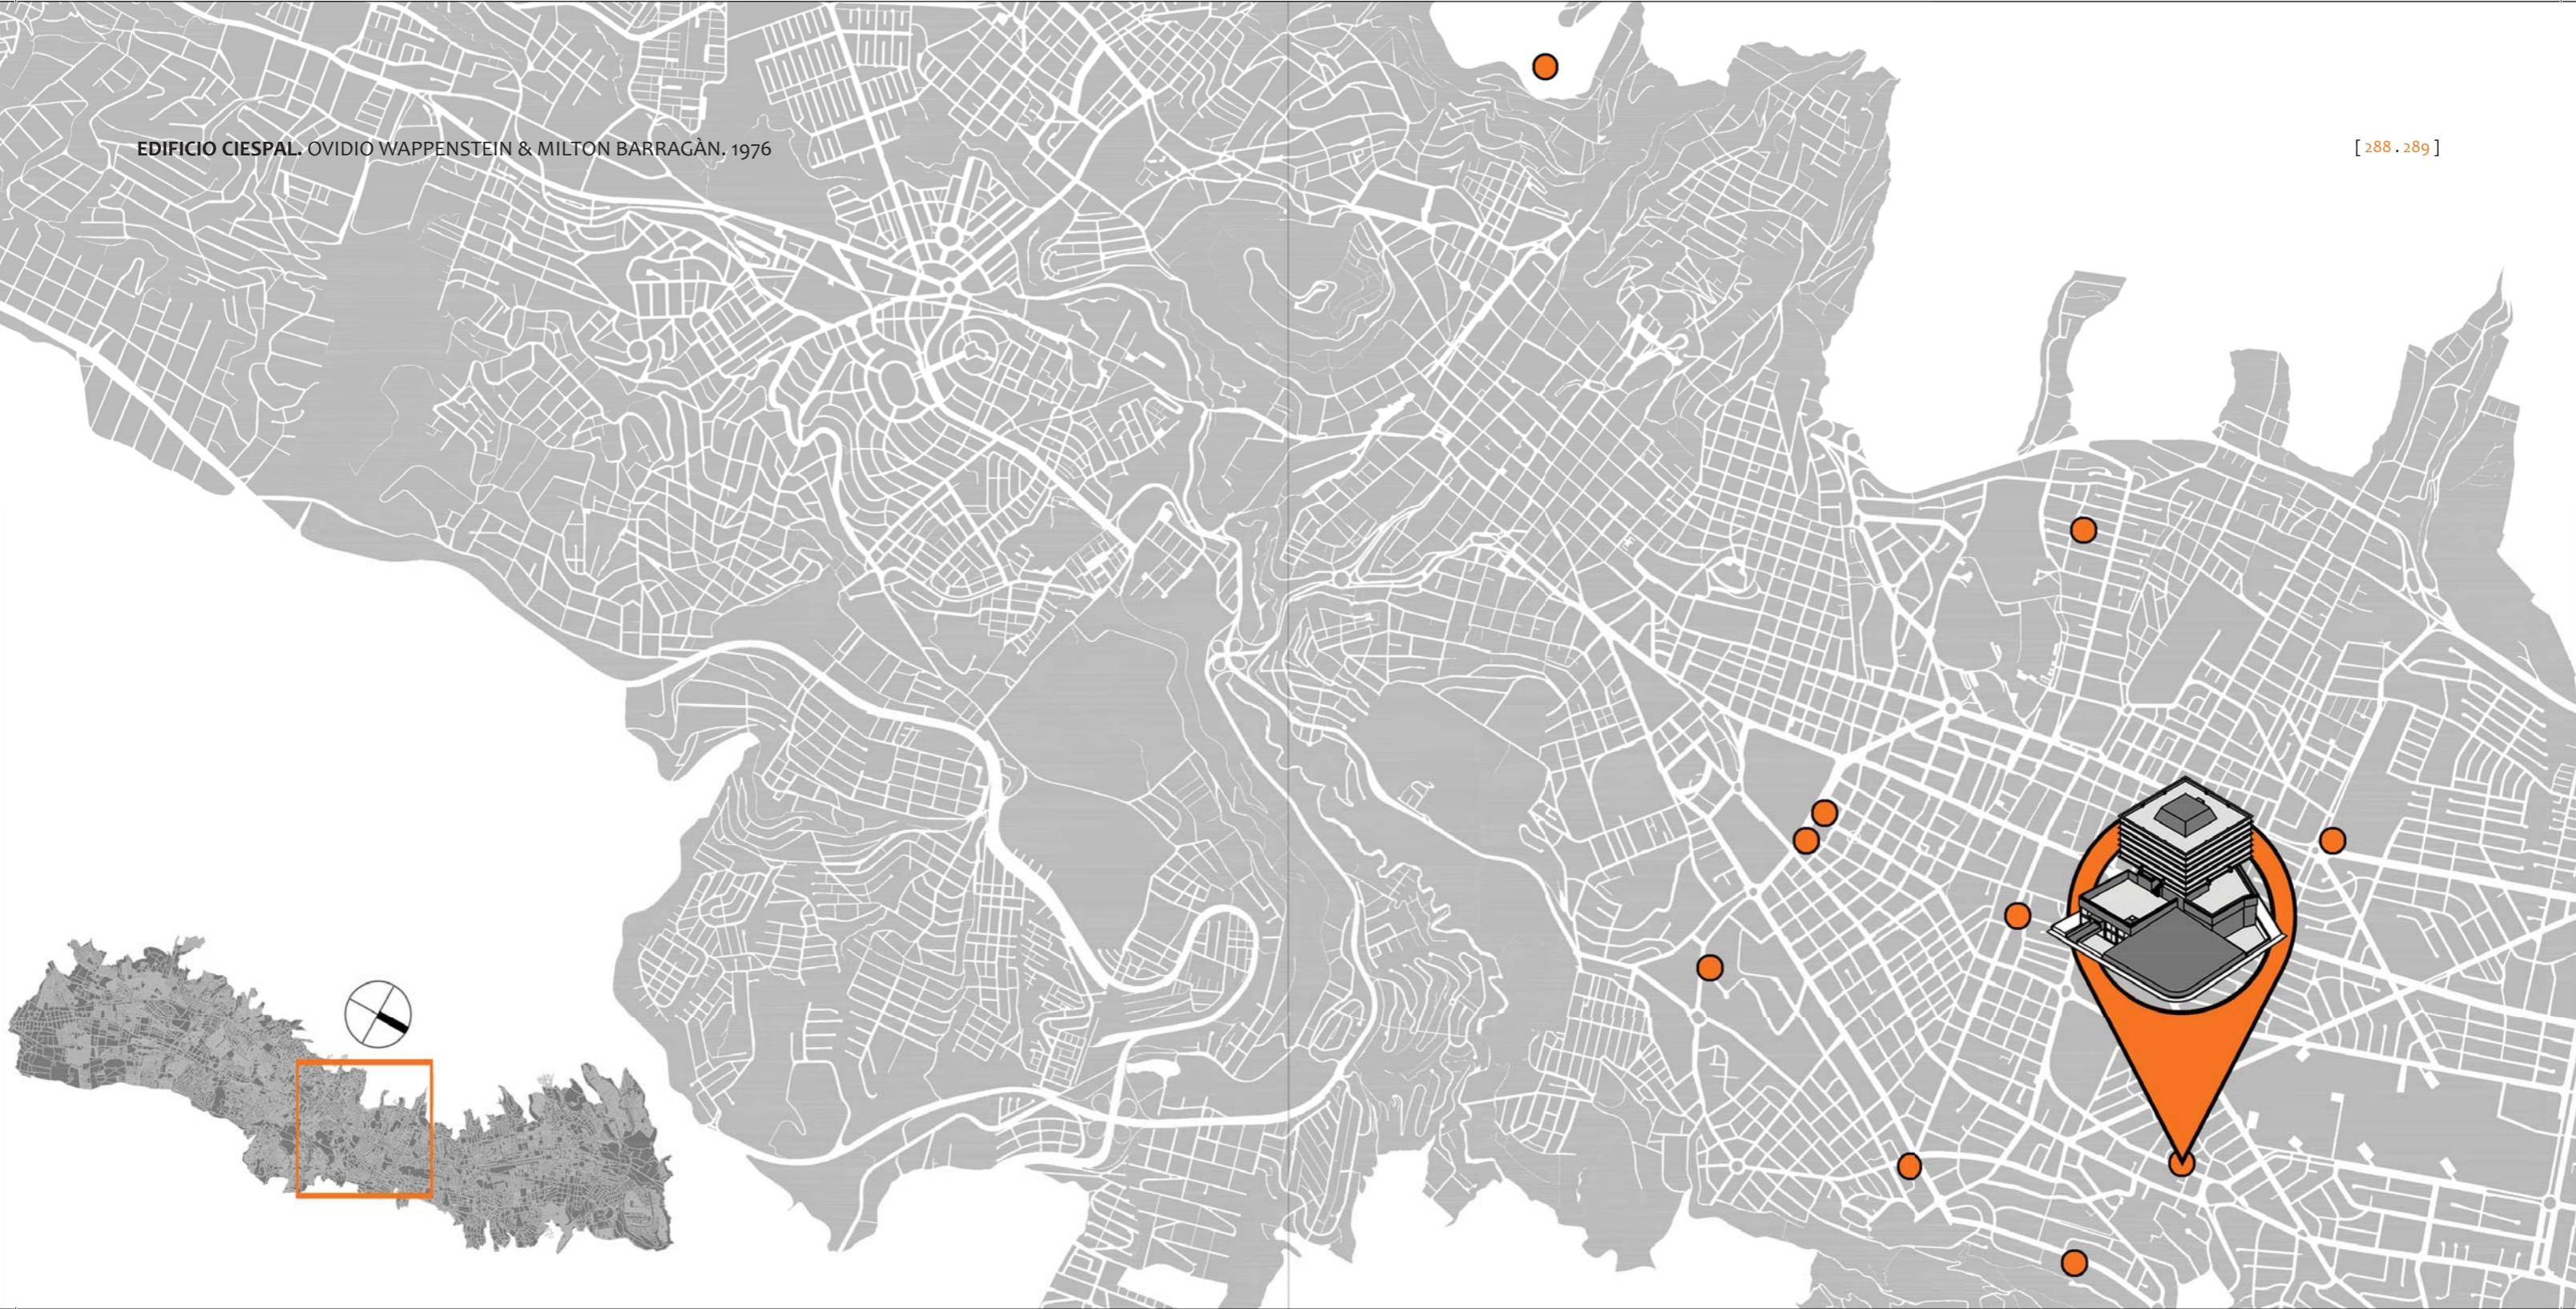 EDIFICIO CIESPAL. OVIDIO WAPPENSTEIN & MILTON BARRAGÀN. 1976
[ 288 . 289 ]